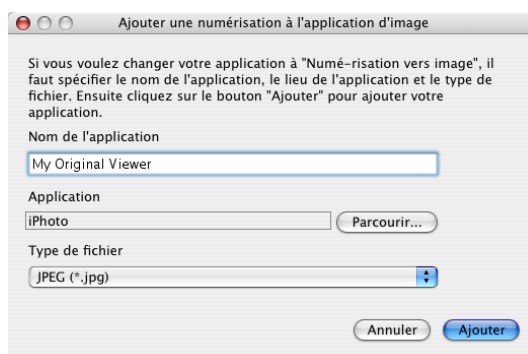 Ajouter une numérisation à l'application d'image
Si vous voulez changer votre application à "Numé-risation vers image", il
faut spécifier le nom de l'application, le lieu de l'application et le type de
fichier. Ensuite cliquez sur le bouton "Ajouter" pour ajouter votre
application.
Nom de l'application
My Original Viewer
Application
iPhoto
Parcourir...
Type de fichier
JPEG (*.jpg)
Annuler
Ajouter